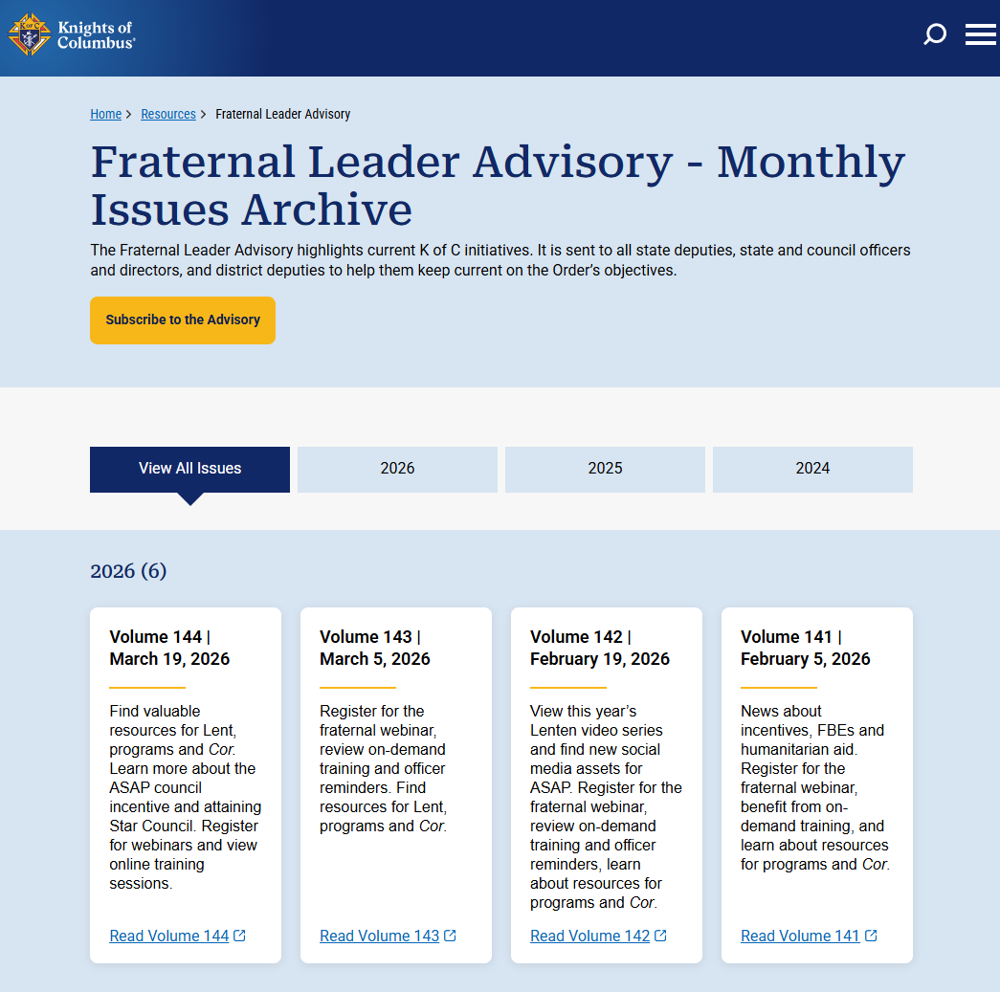 K OF C
Knights of
Columbus®
Home > Resources > Fraternal Leader Advisory
Fraternal Leader Advisory - Monthly
Issues Archive
The Fraternal Leader Advisory highlights current K of C initiatives. It is sent to all state deputies, state and council officers
and directors, and district deputies to help them keep current on the Order’s objectives.
Subscribe to the Advisory
View All Issues
2026
2025
2024
2026 (6)
Volume 144 |
March 19, 2026
Find valuable
resources for Lent,
programs and Cor.
Learn more about the
ASAP council
incentive and attaining
Star Council. Register
for webinars and view
online training
sessions.
Read Volume 144
Volume 143 |
March 5, 2026
Register for the
fraternal webinar,
review on-demand
training and officer
reminders. Find
resources for Lent,
programs and Cor.
Read Volume 143
Volume 142 |
February 19, 2026
View this year’s
Lenten video series
and find new social
media assets for
ASAP. Register for the
fraternal webinar,
review on-demand
training and officer
reminders, learn
about resources for
programs and Cor.
Read Volume 142
Volume 141 |
February 5, 2026
News about
incentives, FBEs and
humanitarian aid.
Register for the
fraternal webinar,
benefit from on-
demand training, and
learn about resources
for programs and Cor.
Read Volume 141